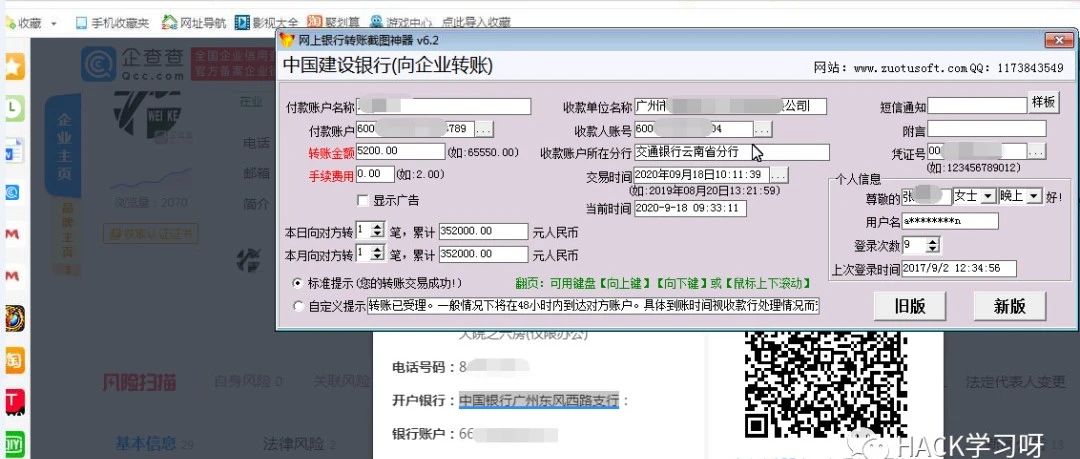 收藏 手机收藏夹 网址导航 影视大全 聚划算 游戏中心 点此导入收藏
网上银行转账截图神器 v6.2
中国建设银行(向企业转账)
网站：www.zuotusoft.comQQ：1173843549
付款账户名称
收款单位名称 广州市 公司
短信通知 样板
付款账户 600 789 ...
收款人账号 600 04 ...
附言
转账金额 5200.00 (如:65550.00)
收款账户所在分行 交通银行云南省分行
凭证号 00 ...
(如:123456789012)
手续费用 0.00 (如:2.00)
交易时间 2020年09月18日10:11:39 ...
(如:2019年08月20日13:21:59)
个人信息
显示广告
当前时间 2020-9-18 09:33:11
尊敬的 张 女士 晚上 好!
用户名 a********n
本日向对方转 1 笔，累计 352000.00 元人民币
登录次数 9
本月向对方转 1 笔，累计 352000.00 元人民币
上次登录时间 2017/9/2 12:34:56
标准提示(您的转账交易成功!)
翻页：可用键盘【向上键】【向下键】或【鼠标上下滚动】
自定义提示 转账已受理。一般情况下将在48小时内到达对方账户。具体到账时间视收款行处理情况而
旧版 新版
企查查
Qcc.com
全国企业信用
官方备案企业
企业主页
品牌主页
WEI KE
在业
电话
邮箱
简介
浏览量：2070
获取认证证书
大院之六房(仅限办公)
电话号码：8
开户银行：中国银行广州东风西路支行：
银行账户：66
风险扫描 自身风险 0 关联风险
法定代表人变更
基本信息 29 法律风险 2
HACK学习呀